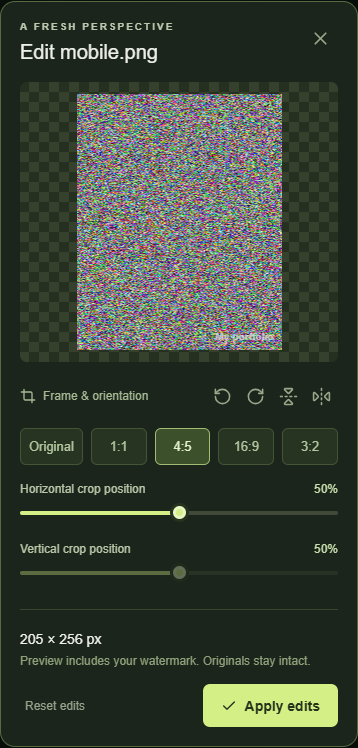 A FRESH PERSPECTIVE
Edit mobile.png
My portfolio
Frame & orientation
Original
1:1
4:5
16:9
3:2
Horizontal crop position
50%
Vertical crop position
50%
205 × 256 px
Preview includes your watermark. Originals stay intact.
Reset edits
Apply edits